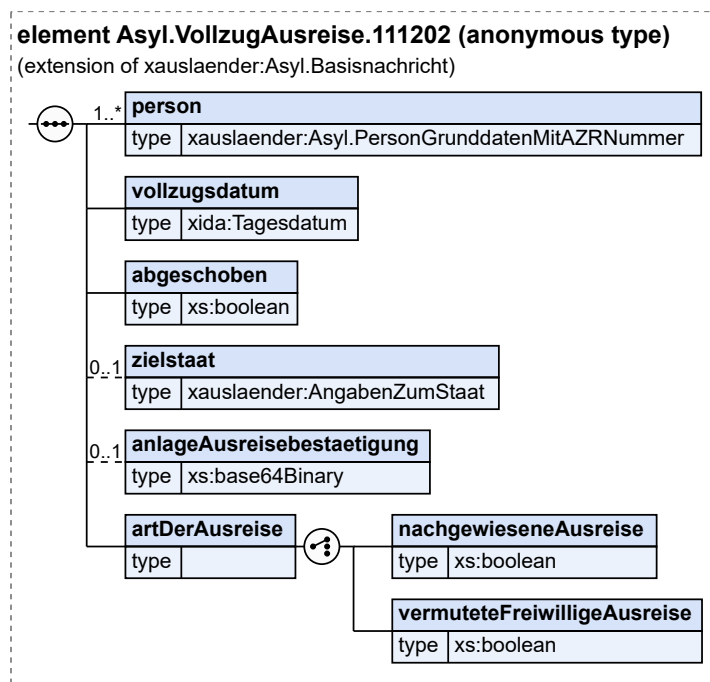 element Asyl.VollzugAusreise.111202 (anonymous type)
(extension of xauslaender:Asyl.Basisnachricht)
1..*
person
type xauslaender:Asyl.PersonGrunddatenMitAZRNummer
vollzugsdatum
type xida:Tagesdatum
abgeschoben
type xs:boolean
0..1
zielstaat
type xauslaender:AngabenZumStaat
0..1
anlageAusreisebestaetigung
type xs:base64Binary
artDerAusreise
type
nachgewieseneAusreise
type xs:boolean
vermuteteFreiwilligeAusreise
type xs:boolean